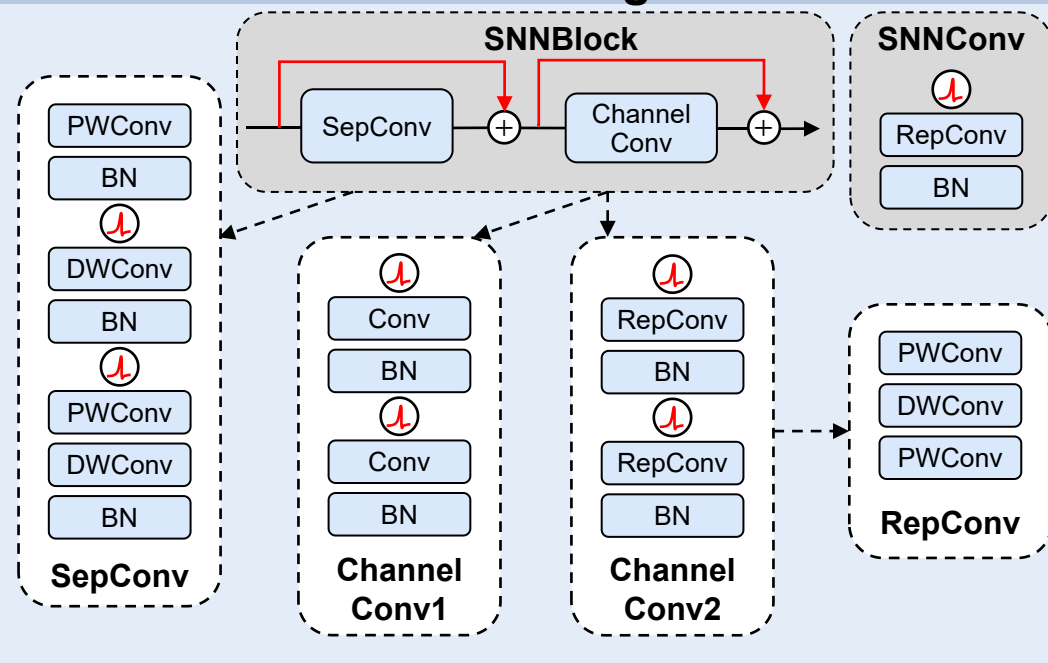 SNNBlock
SepConv
+
Channel
Conv
+
SNNConv
RepConv
BN
PWConv
BN
DWConv
BN
PWConv
DWConv
BN
SepConv
Conv
BN
Conv
BN
Channel
Conv1
RepConv
BN
RepConv
BN
Channel
Conv2
PWConv
DWConv
PWConv
RepConv